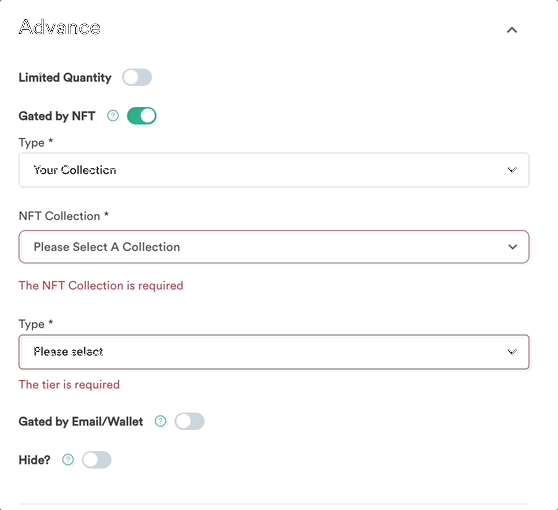 Advance
Limited Quantity
Gated by NFT ?
Type *
Your Collection
NFT Collection *
Please Select A Collection
The NFT Collection is required
Type *
Please select
The tier is required
Gated by Email/Wallet ?
Hide? ?